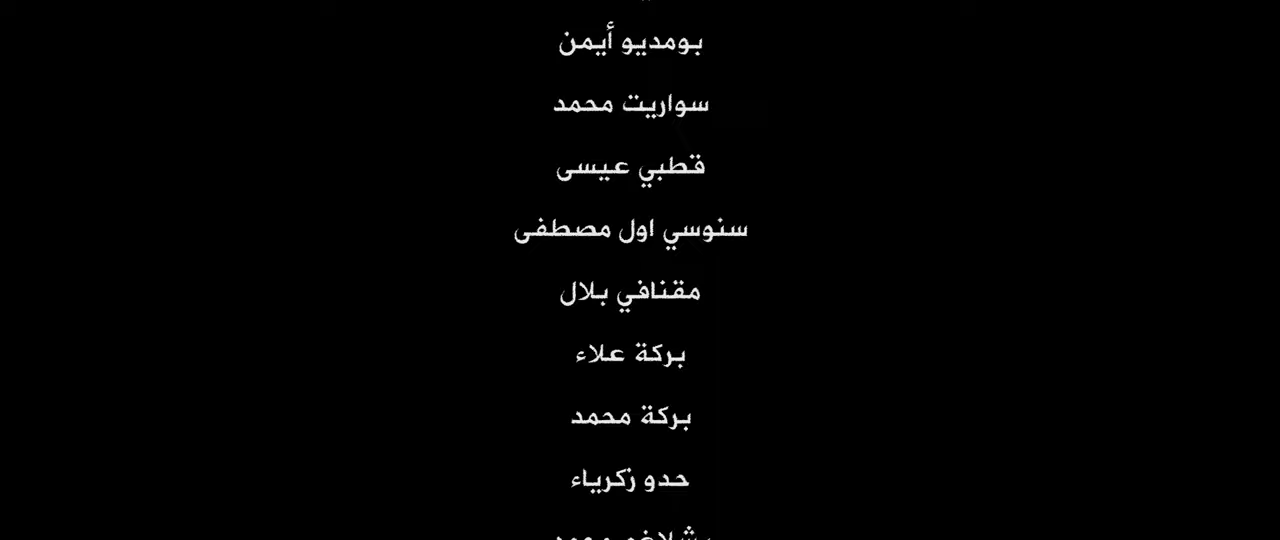 بومديو أيمن
سواريت محمد
قطبي عيسى
سنوسي اول مصطفى
مقنافي بلال
بركة علاء
بركة محمد
حدو زكرياء